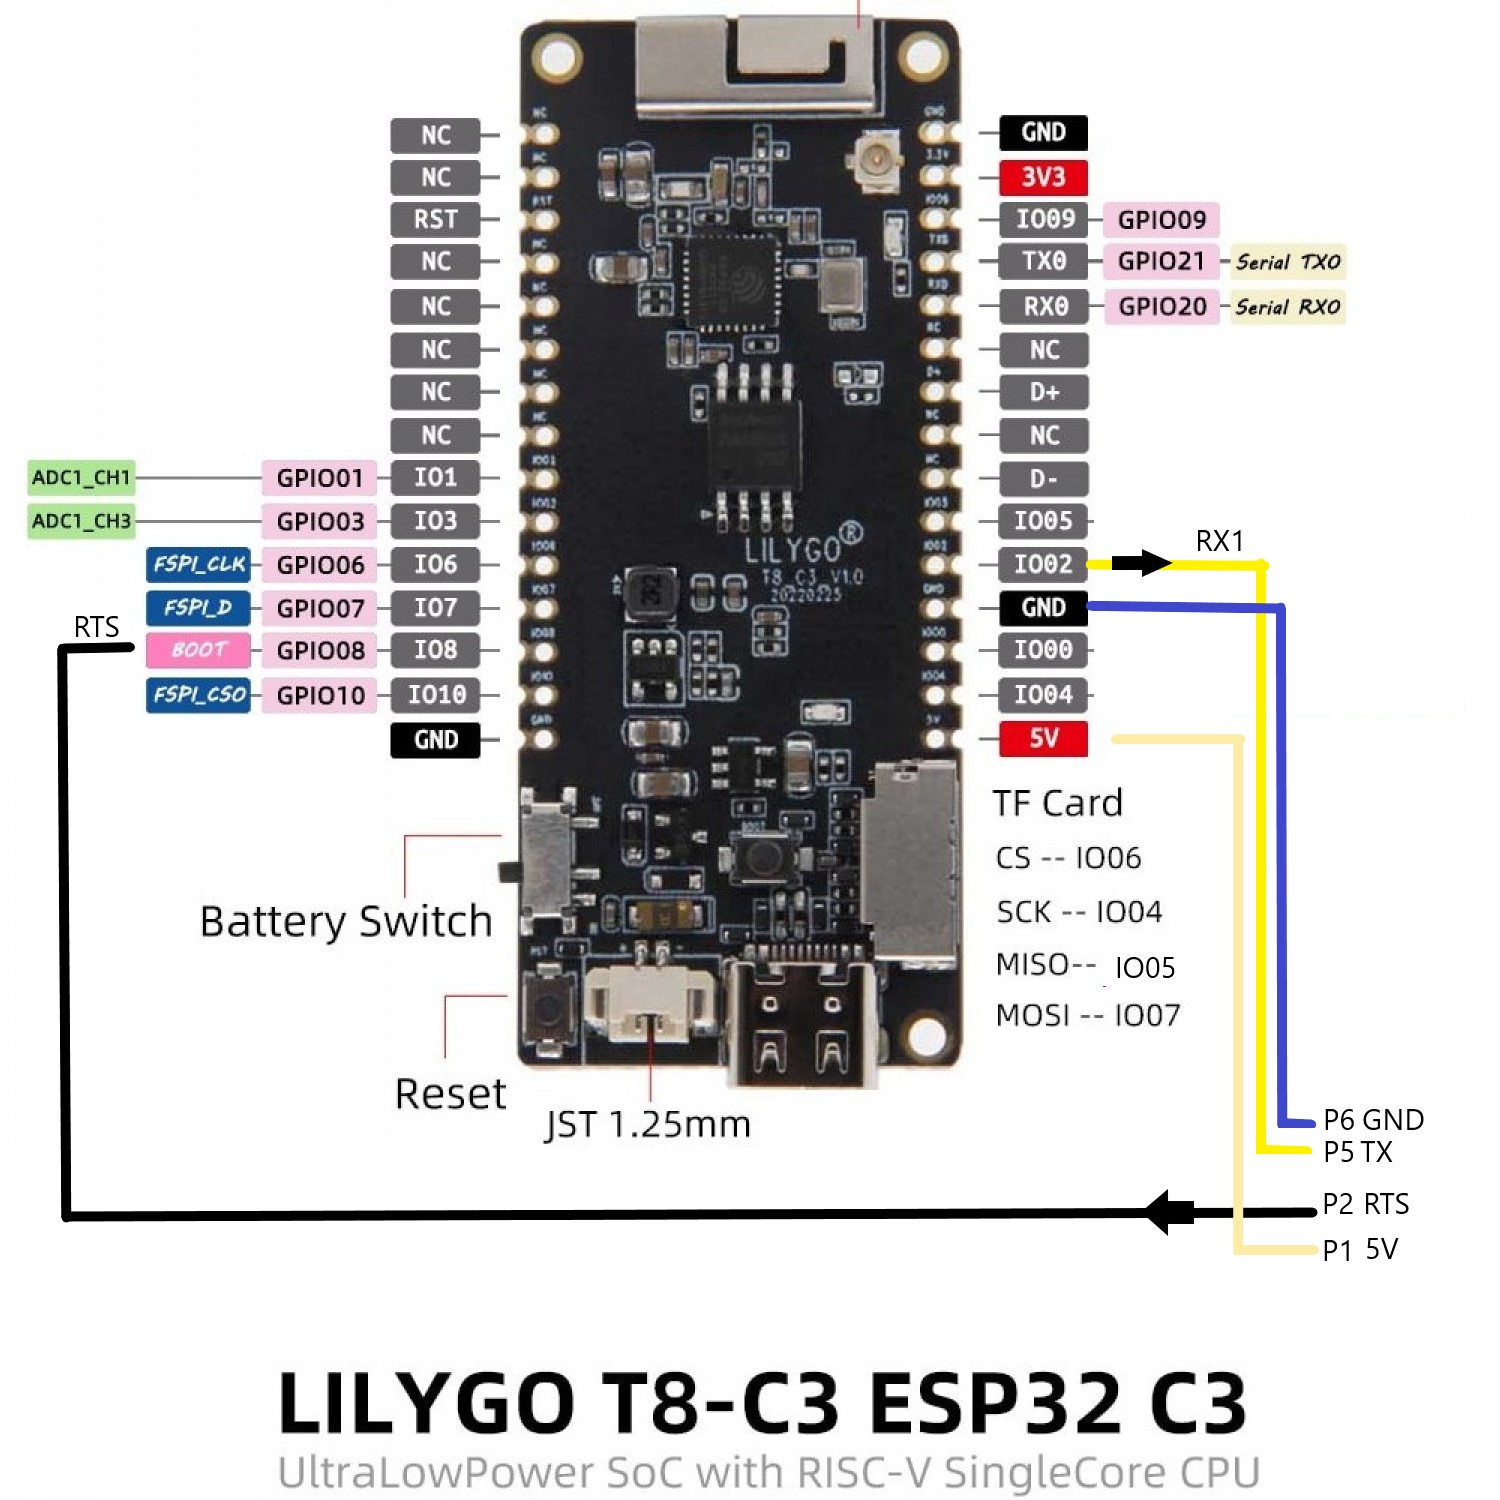 NC
NC
RST
NC
NC
NC
NC
NC
ADC1_CH1 GPIO01 IO1
ADC1_CH3 GPIO03 IO3
FSPI_CLK GPIO06 IO6
FSPI_D GPIO07 IO7
RTS
BOOT GPIO08 IO8
FSPI_CSO GPIO10 IO10
GND
GND
3V3
IO09 GPIO09
TX0 GPIO21 Serial TXO
RX0 GPIO20 Serial RXO
NC
D+
NC
D-
IO05
RX1
IO02
GND
IO00
IO04
5V
LILYGO®
T8_C3_V1.0
20220225
TF Card
CS -- IO06
SCK -- IO04
MISO-- IO05
MOSI -- IO07
Battery Switch
Reset
JST 1.25mm
P6 GND
P5 TX
P2 RTS
P1 5V
LILYGO T8-C3 ESP32 C3
UltraLowPower SoC with RISC-V SingleCore CPU